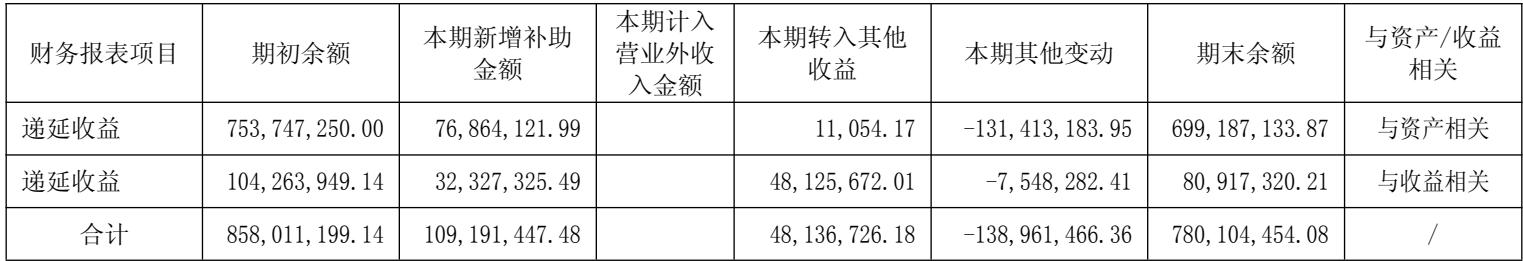 财务报表项目 期初余额 本期新增补助金额 本期计入营业外收入金额 本期转入其他收益 本期其他变动 期末余额 与资产/收益相关
递延收益 753,747,250.00 76,864,121.99 11,054.17 -131,413,183.95 699,187,133.87 与资产相关
递延收益 104,263,949.14 32,327,325.49 48,125,672.01 -7,548,282.41 80,917,320.21 与收益相关
合计 858,011,199.14 109,191,447.48 48,136,726.18 -138,961,466.36 780,104,454.08 /